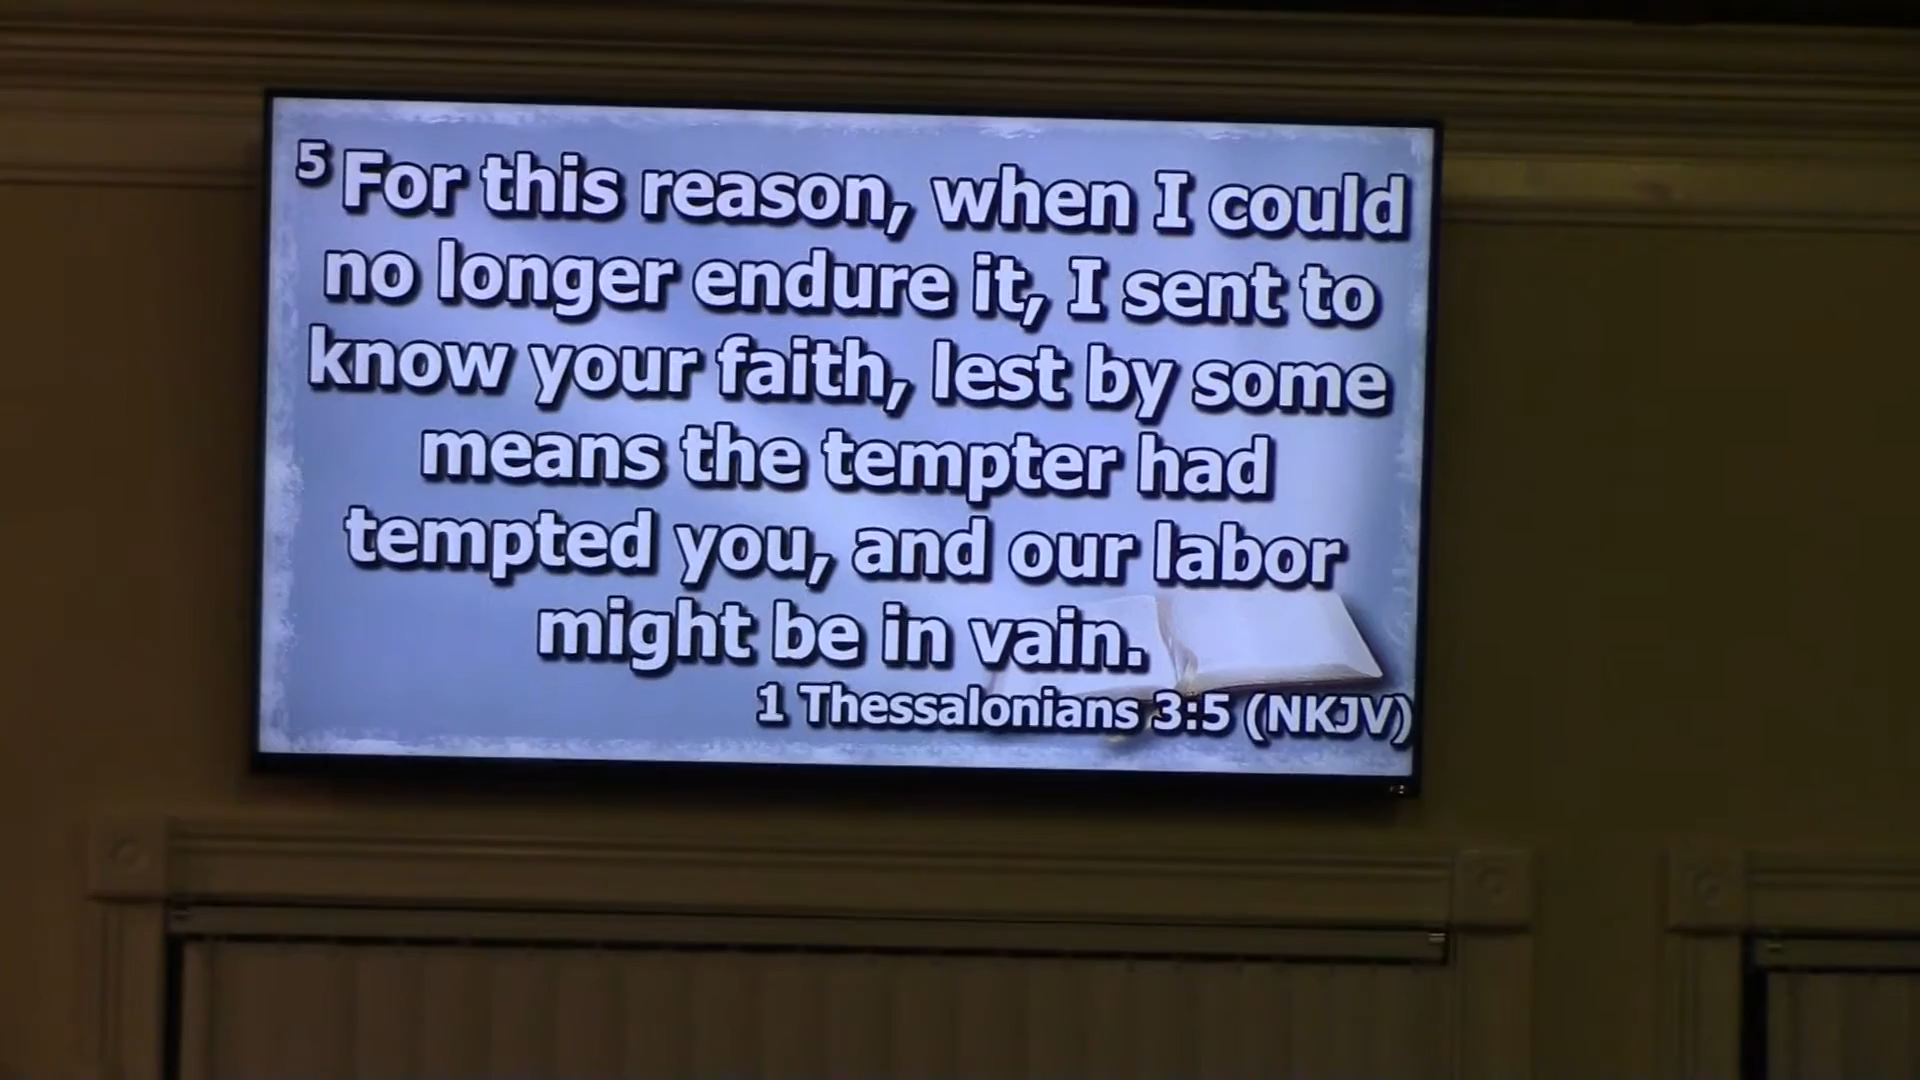 5 For this reason, when I could
no longer endure it, I sent to
know your faith, lest by some
means the tempter had
tempted you, and our labor
might be in vain.
1 Thessalonians 3:5 (NKJV)